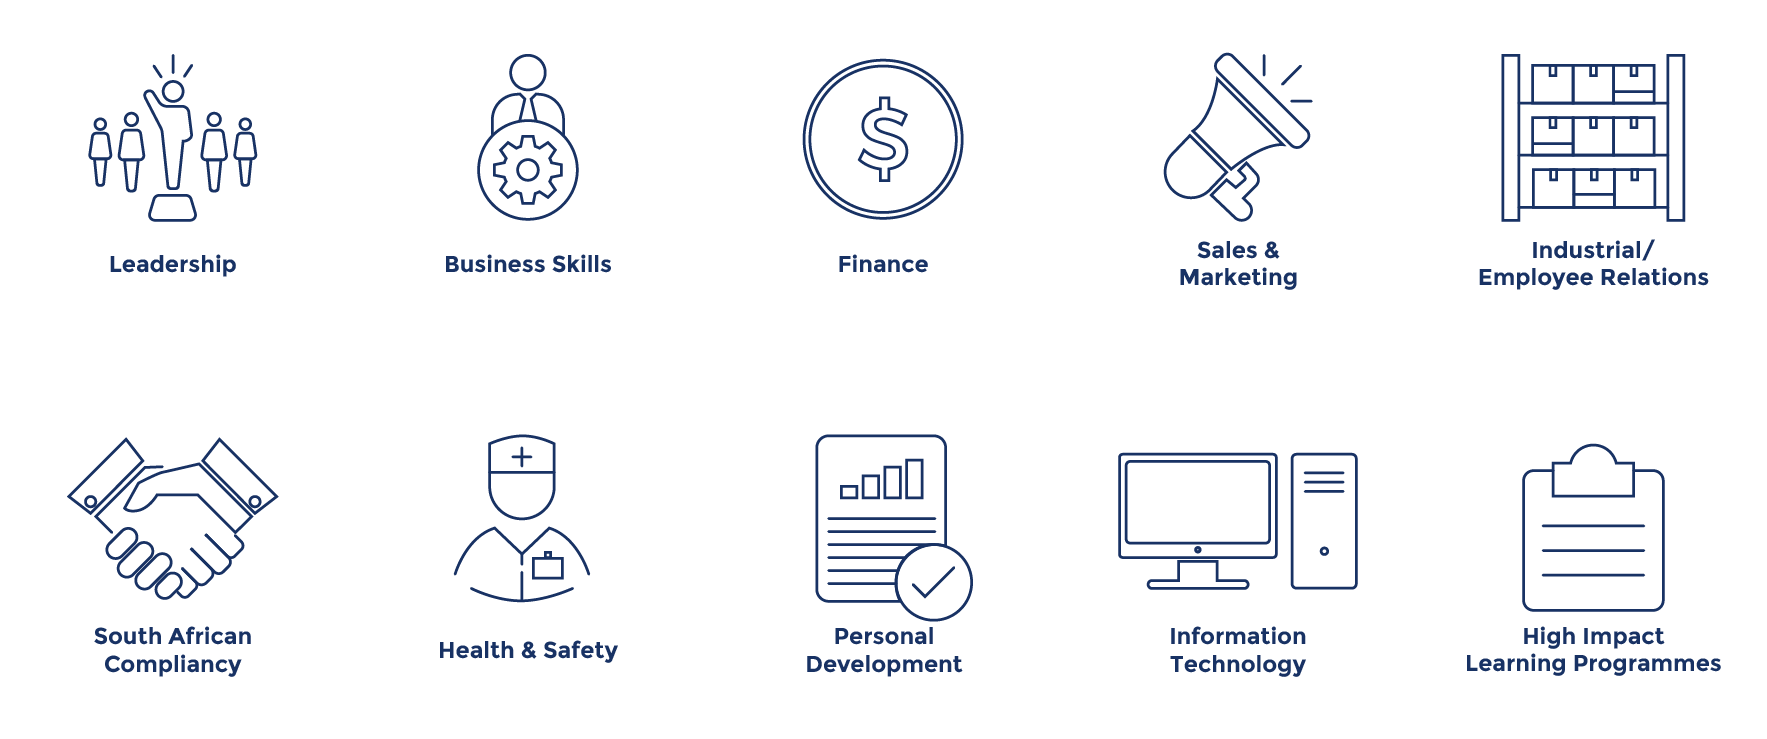 Leadership
Business Skills
Finance
Sales &
Marketing
Industrial/
Employee Relations
South African
Compliancy
Health & Safety
Personal
Development
Information
Technology
High Impact
Learning Programmes